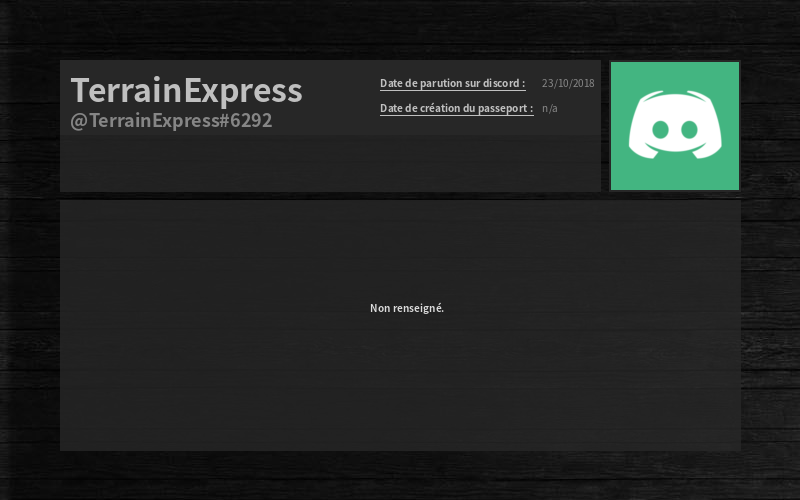 TerrainExpress
@TerrainExpress#6292
Date de parution sur discord : 23/10/2018
Date de création du passeport : n/a
Non renseigné.